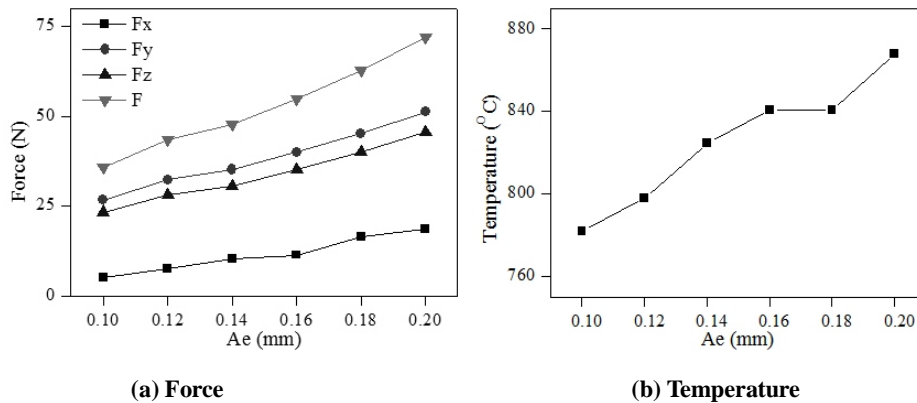 75
50
25
0
Force (N)
Fx
Fy
Fz
F
0.10 0.12 0.14 0.16 0.18 0.20
Ae (mm)
(a) Force
880
840
800
760
Temperature (°C)
0.10 0.12 0.14 0.16 0.18 0.20
Ae (mm)
(b) Temperature